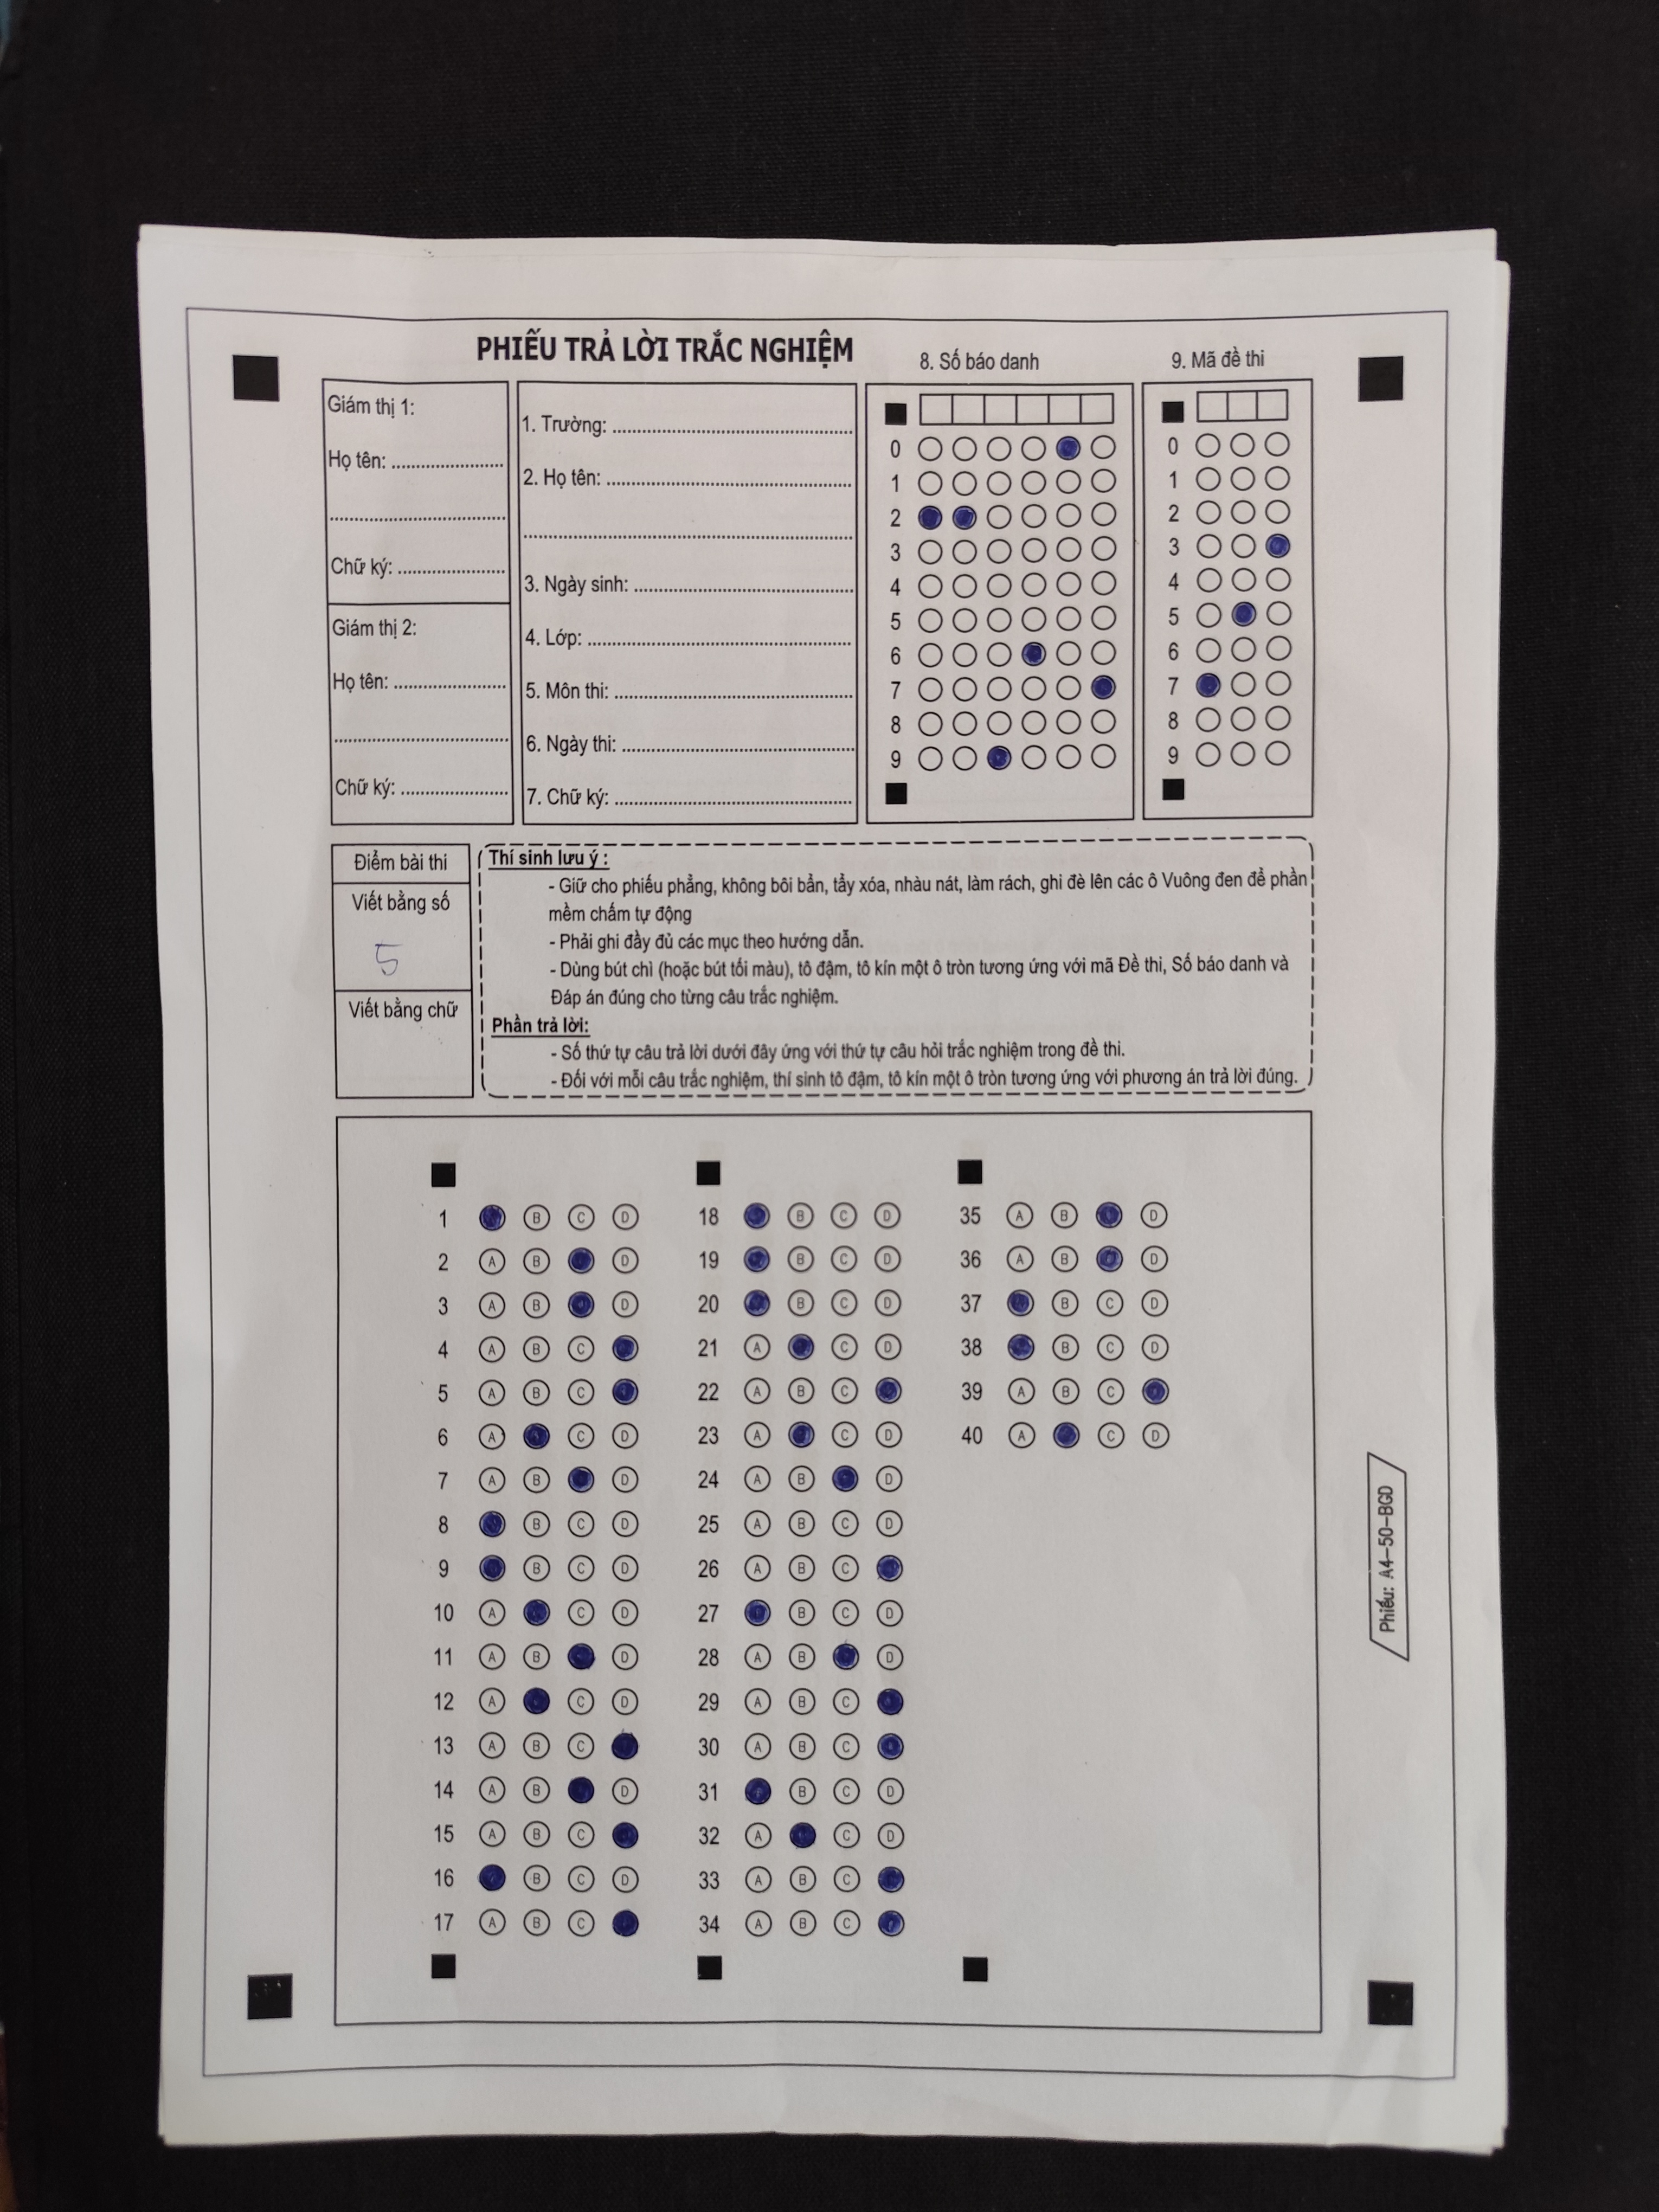 PHIẾU TRẢ LỜI TRẮC NGHIỆM
8. Số báo danh
9. Mã đề thi
Giám thị 1:
Họ tên: ....................
................................
Chữ ký: ...................
Giám thị 2:
Họ tên: ....................
................................
Chữ ký: ...................
1. Trường: ..........................................
2. Họ tên: ..........................................
..........................................................
3. Ngày sinh: ......................................
4. Lớp: ..............................................
5. Môn thi: .........................................
6. Ngày thi: ........................................
7. Chữ ký: .........................................
0
1
2
3
4
5
6
7
8
9
0
1
2
3
4
5
6
7
8
9
Điểm bài thi
Viết bằng số
5
Viết bằng chữ
Thí sinh lưu ý :
- Giữ cho phiếu phẳng, không bôi bẩn, tẩy xóa, nhàu nát, làm rách, ghi đè lên các ô Vuông đen để phần
mềm chấm tự động
- Phải ghi đầy đủ các mục theo hướng dẫn.
- Dùng bút chì (hoặc bút tối màu), tô đậm, tô kín một ô tròn tương ứng với mã Đề thi, Số báo danh và
Đáp án đúng cho từng câu trắc nghiệm.
Phần trả lời:
- Số thứ tự câu trả lời dưới đây ứng với thứ tự câu hỏi trắc nghiệm trong đề thi.
- Đối với mỗi câu trắc nghiệm, thí sinh tô đậm, tô kín một ô tròn tương ứng với phương án trả lời đúng.
1 B C D
2 A B D
3 A B D
4 A B C
5 A B C
6 A C D
7 A B D
8 B C D
9 B C D
10 A C D
11 A B D
12 A C D
13 A B C
14 A B D
15 A B C
16 B C D
17 A B C
18 B C D
19 B C D
20 B C D
21 A C D
22 A B C
23 A C D
24 A B D
25 A B C D
26 A B C
27 B C D
28 A B D
29 A B C
30 A B C
31 B C D
32 A C D
33 A B C
34 A B C
35 A B D
36 A B D
37 B C D
38 B C D
39 A B C
40 A C D
Phiếu: A4-50-BGD